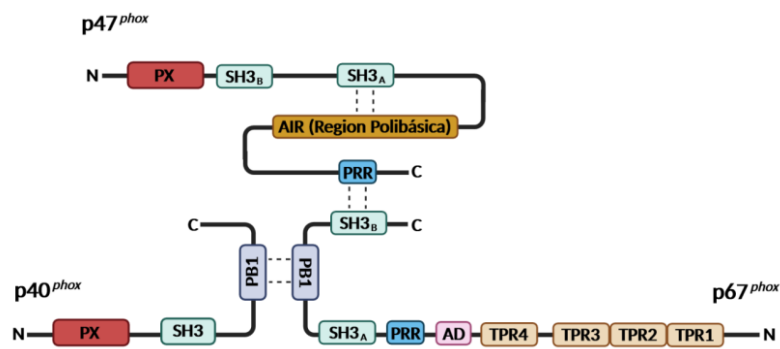 p47phox
N PX SH3B SH3A
AIR (Region Polibásica)
PRR C
C SH3B C
PB1 PB1
p40phox p67phox
N PX SH3 SH3A PRR AD TPR4 TPR3 TPR2 TPR1 N